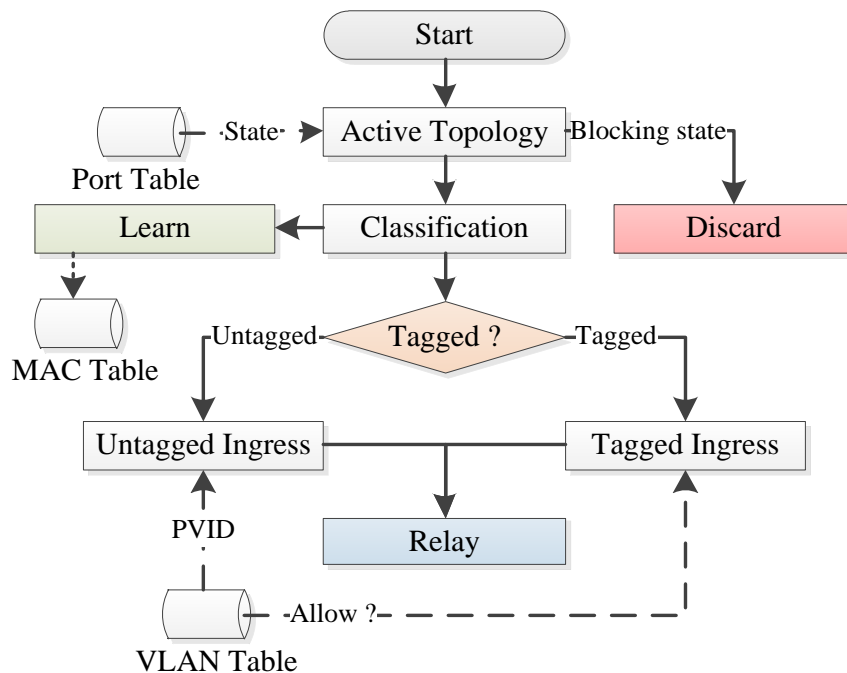 Start
State
Active Topology
Blocking state
Port Table
Learn
Classification
Discard
Untagged
Tagged ?
Tagged
MAC Table
Untagged Ingress
Tagged Ingress
PVID
Relay
Allow ?
VLAN Table